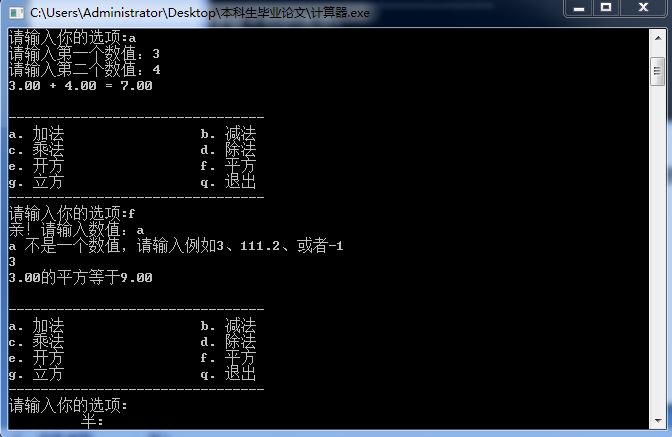 C:\Users\Administrator\Desktop\本科生毕业论文\计算器.exe
请输入你的选项:a
请输入第一个数值: 3
请输入第二个数值: 4
3.00 + 4.00 = 7.00
--------------------------------
a. 加法 b. 减法
c. 乘法 d. 除法
e. 开方 f. 平方
g. 立方 q. 退出
--------------------------------
请输入你的选项:f
亲! 请输入数值: a
a 不是一个数值, 请输入例如3、111.2、或者-1
3
3.00的平方等于9.00
--------------------------------
a. 加法 b. 减法
c. 乘法 d. 除法
e. 开方 f. 平方
g. 立方 q. 退出
--------------------------------
请输入你的选项:
半: